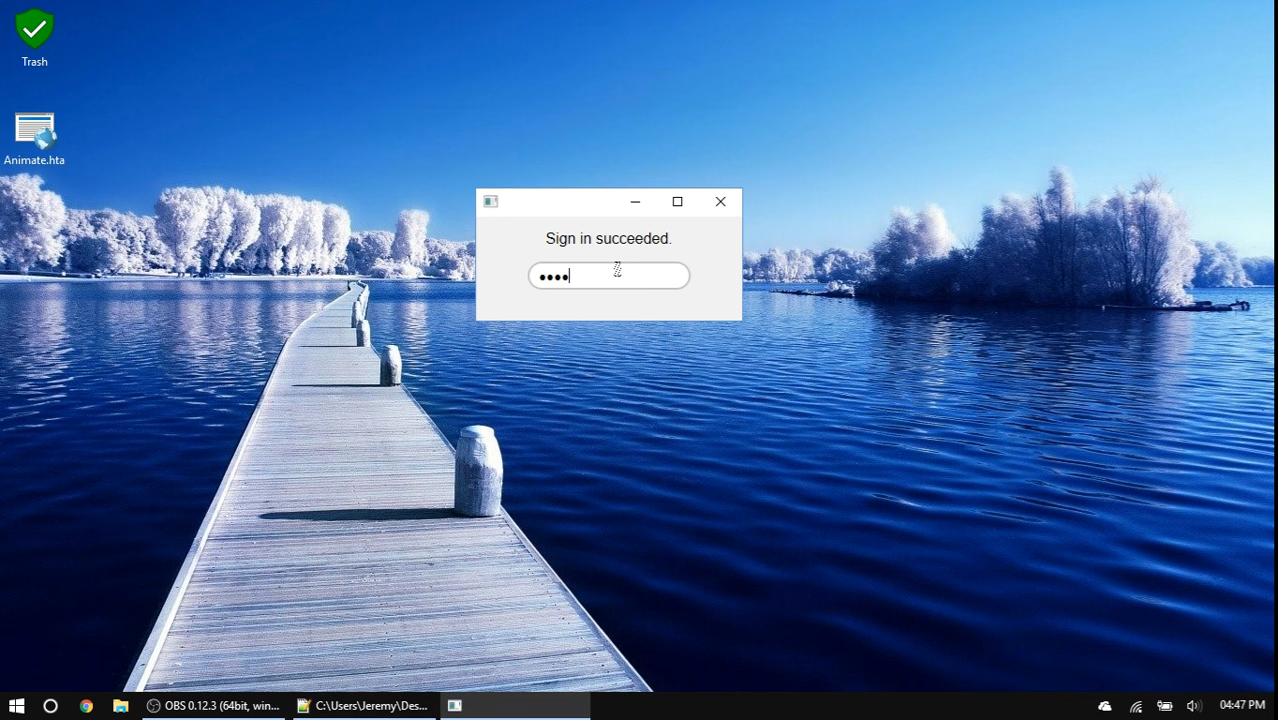 Trash
Animate.hta
Sign in succeeded.
OBS 0.12.3 (64bit, win...
C:\Users\Jeremy\Des...
04:47 PM